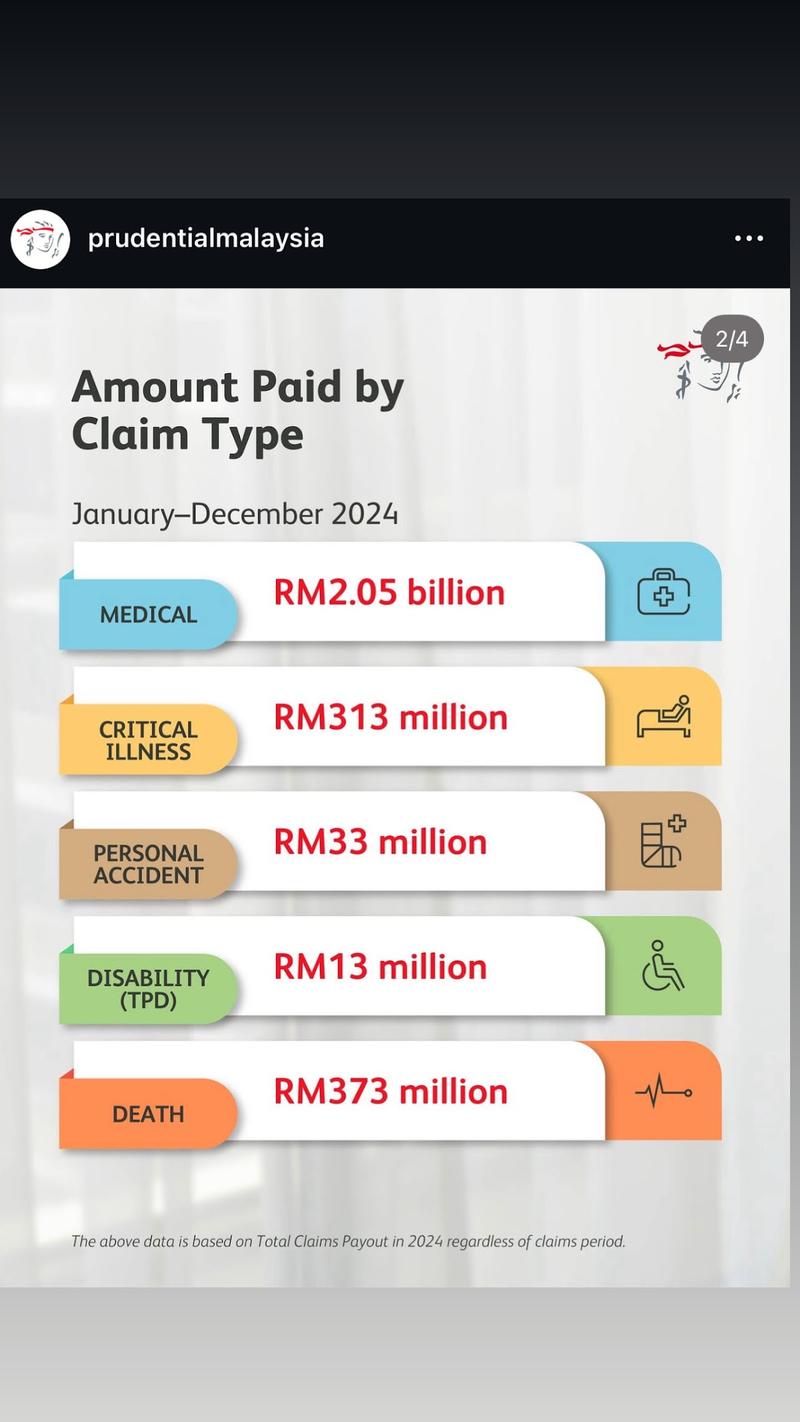 prudentialmalaysia
2/4
Amount Paid by
Claim Type
January–December 2024
MEDICAL
RM2.05 billion
CRITICAL
ILLNESS
RM313 million
PERSONAL
ACCIDENT
RM33 million
DISABILITY
(TPD)
RM13 million
DEATH
RM373 million
The above data is based on Total Claims Payout in 2024 regardless of claims period.